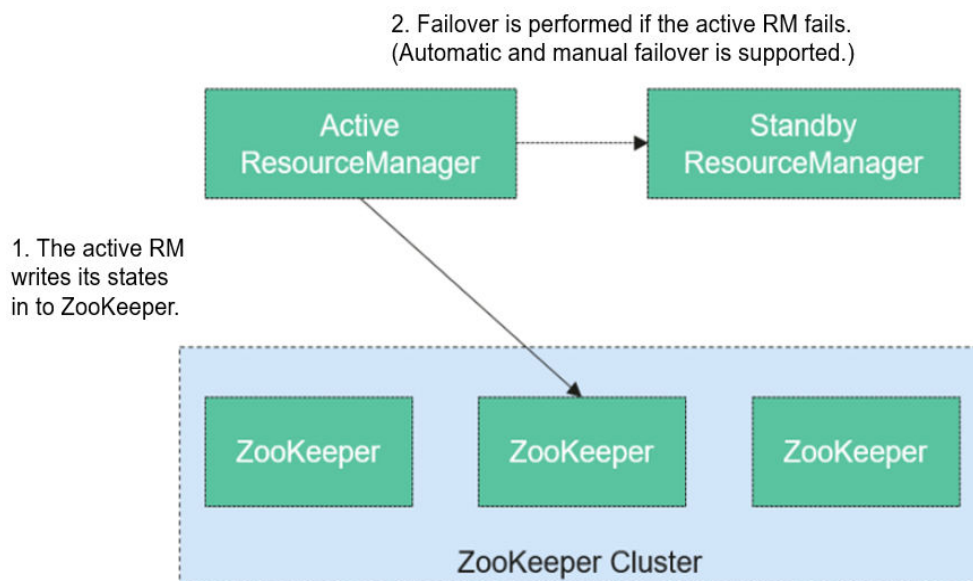 2. Failover is performed if the active RM fails.
(Automatic and manual failover is supported.)
Active
ResourceManager
Standby
ResourceManager
1. The active RM
writes its states
in to ZooKeeper.
ZooKeeper
ZooKeeper
ZooKeeper
ZooKeeper Cluster